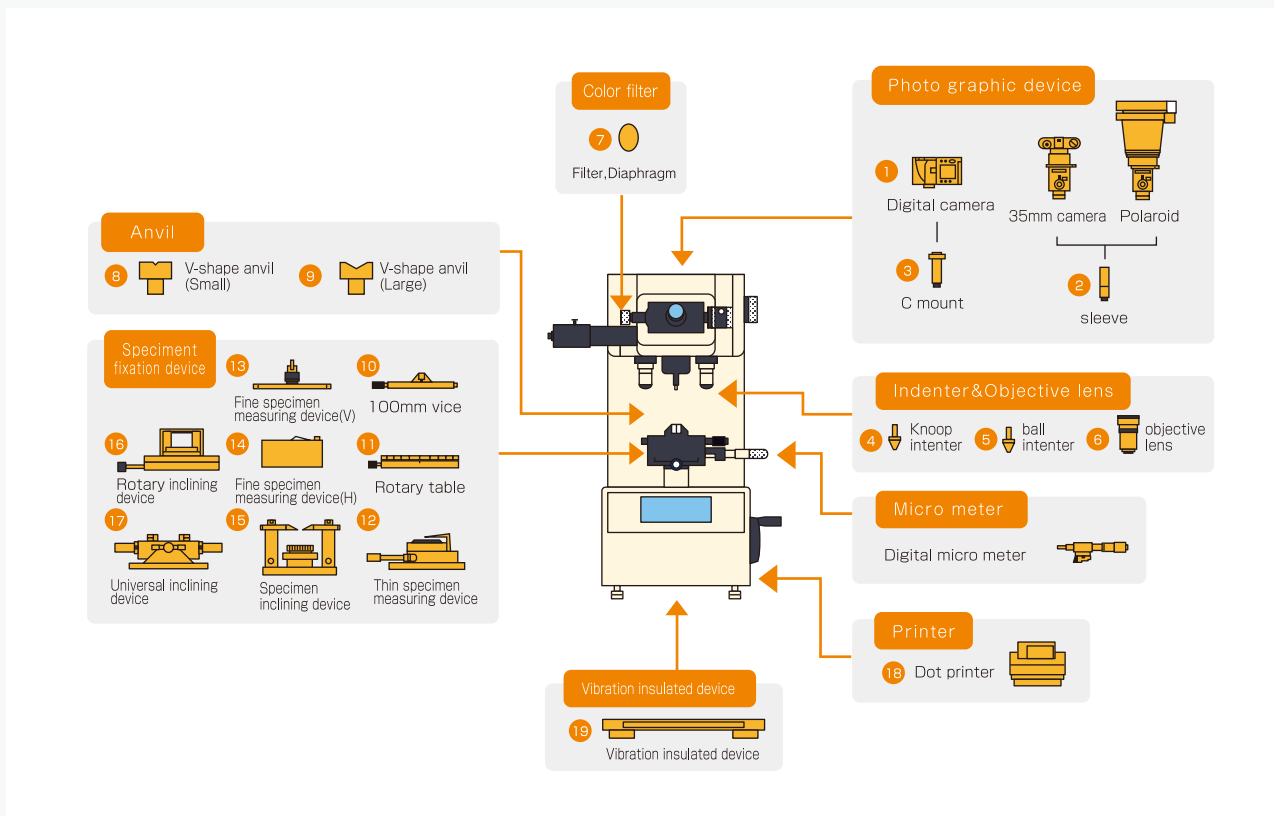 Color filter
7
Filter,Diaphragm
Photo graphic device
1
Digital camera
35mm camera
Polaroid
3
C mount
2
sleeve
Anvil
8
V-shape anvil
(Small)
9
V-shape anvil
(Large)
Speciment
fixation device
13
Fine specimen
measuring device(V)
10
100mm vice
16
Rotary inclining
device
14
Fine specimen
measuring device(H)
11
Rotary table
17
Universal inclining
device
15
Specimen
inclining device
12
Thin specimen
measuring device
Indenter&Objective lens
4
Knoop
intenter
5
ball
intenter
6
objective
lens
Micro meter
Digital micro meter
Printer
18
Dot printer
Vibration insulated device
19
Vibration insulated device